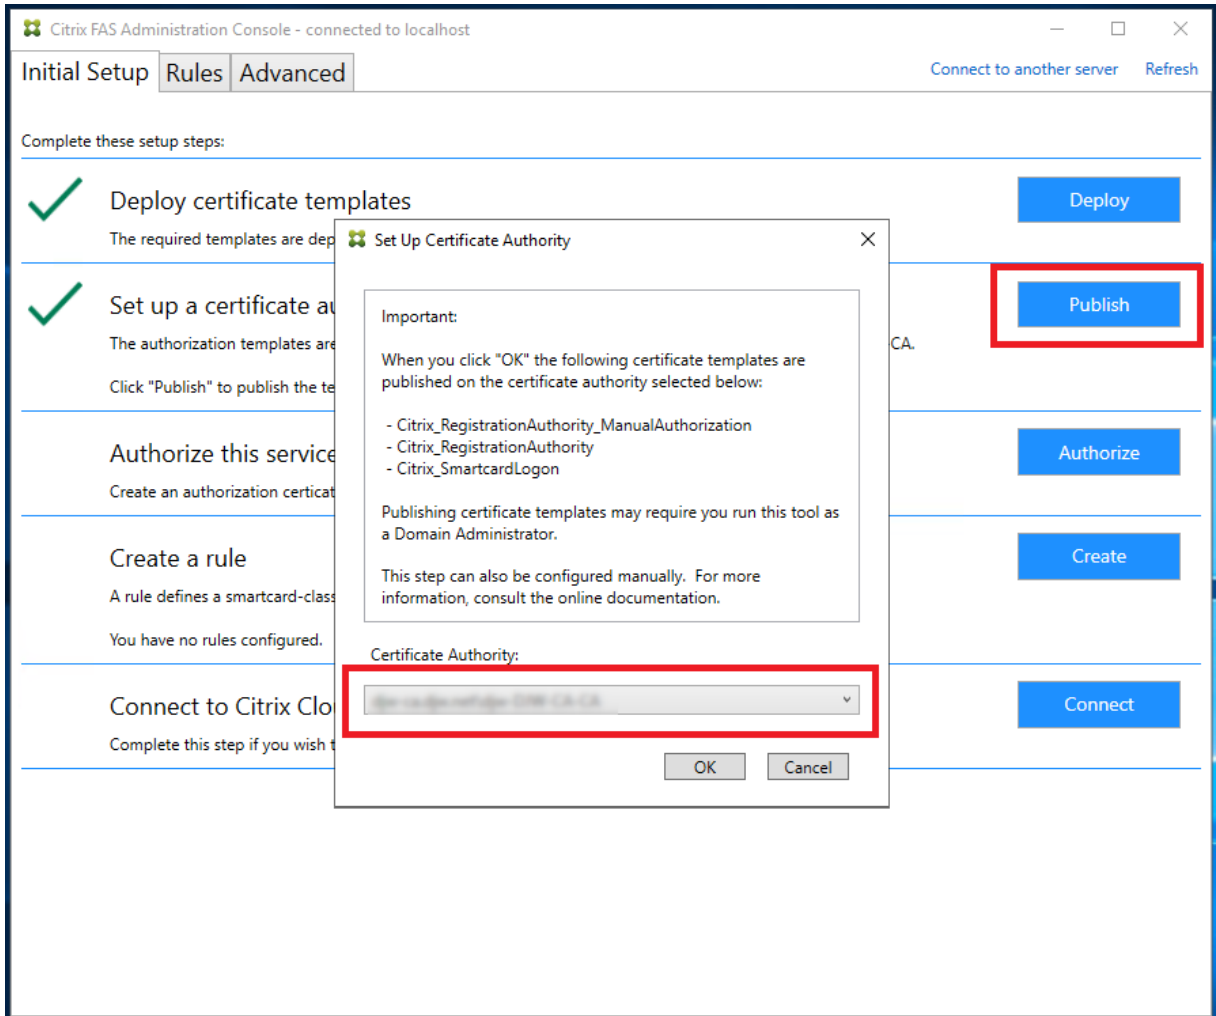 Citrix FAS Administration Console - connected to localhost
Initial Setup
Rules
Advanced
Connect to another server
Refresh
Complete these setup steps:
Deploy certificate templates
Deploy
The required templates are dep
Set up a certificate au
Publish
The authorization templates are
CA.
Click "Publish" to publish the te
Authorize this service
Authorize
Create an authorization certicat
Create a rule
Create
A rule defines a smartcard-class
You have no rules configured.
Connect to Citrix Clou
Connect
Complete this step if you wish t
Set Up Certificate Authority
Important:
When you click "OK" the following certificate templates are
published on the certificate authority selected below:
- Citrix_RegistrationAuthority_ManualAuthorization
- Citrix_RegistrationAuthority
- Citrix_SmartcardLogon
Publishing certificate templates may require you run this tool as
a Domain Administrator.
This step can also be configured manually.  For more
information, consult the online documentation.
Certificate Authority:
OK
Cancel